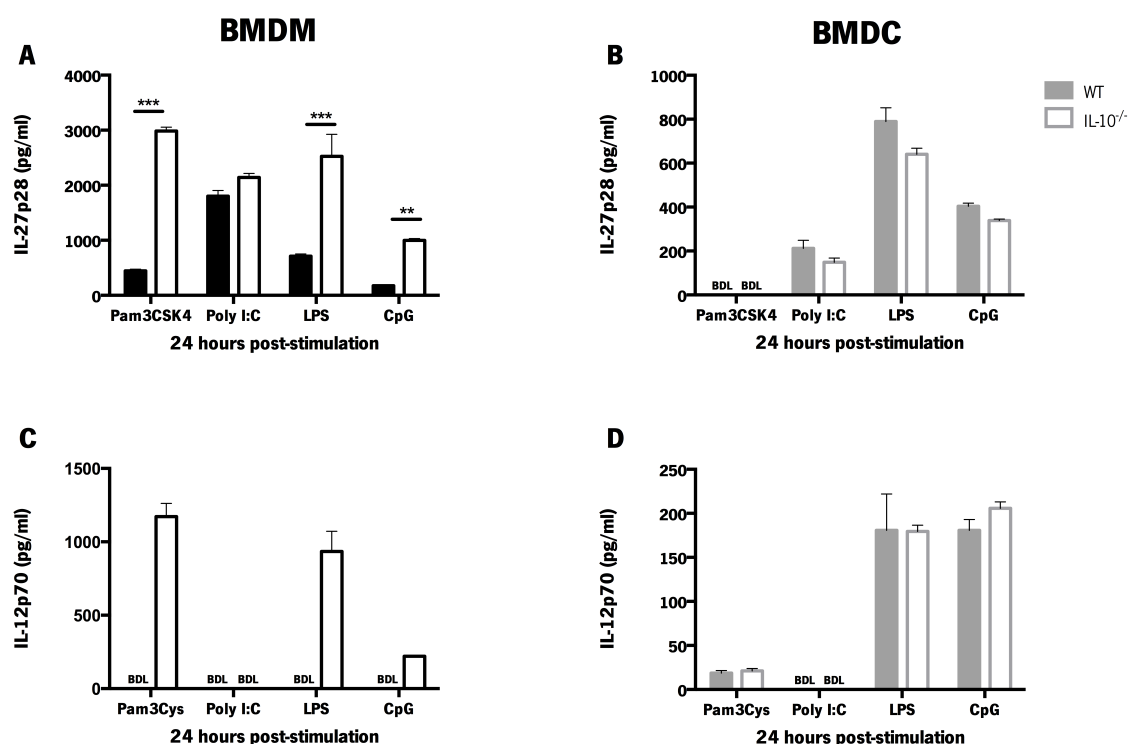 BMDM
BMDC
A
IL-27p28 (pg/ml)
4000
3000
2000
1000
0
***
***
**
Pam3CSK4 Poly I:C LPS CpG
24 hours post-stimulation
B
IL-27p28 (pg/ml)
1000
800
600
400
200
0
BDL BDL
Pam3CSK4 Poly I:C LPS CpG
24 hours post-stimulation
WT
IL-10-/-
C
IL-12p70 (pg/ml)
1500
1000
500
0
BDL BDL BDL BDL BDL
Pam3Cys Poly I:C LPS CpG
24 hours post-stimulation
D
IL-12p70 (pg/ml)
250
200
150
100
50
0
BDL BDL
Pam3Cys Poly I:C LPS CpG
24 hours post-stimulation